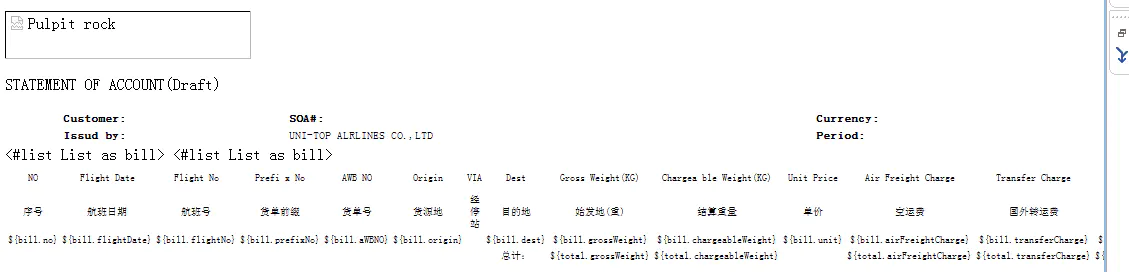 Pulpit rock
STATEMENT OF ACCOUNT(Draft)
Customer: SOA#: Currency:
Issud by: UNI-TOP ALRLINES CO.,LTD Period:
<#list List as bill> <#list List as bill>
NO Flight Date Flight No Prefi x No AWB NO Origin VIA Dest Gross Weight(KG) Chargea ble Weight(KG) Unit Price Air Freight Charge Transfer Charge
序号 航班日期 航班号 货单前缀 货单号 货源地 经停站 目的地 始发地(重) 结算重量 单价 空运费 国外转运费
${bill.no} ${bill.flightDate} ${bill.flightNo} ${bill.prefixNo} ${bill.aWBNO} ${bill.origin} ${bill.dest} ${bill.grossWeight} ${bill.chargeableWeight} ${bill.unit} ${bill.airFreightCharge} ${bill.transferCharge} $
总计: ${total.grossWeight} ${total.chargeableWeight} ${total.airFreightCharge} ${total.transferCharge} ${